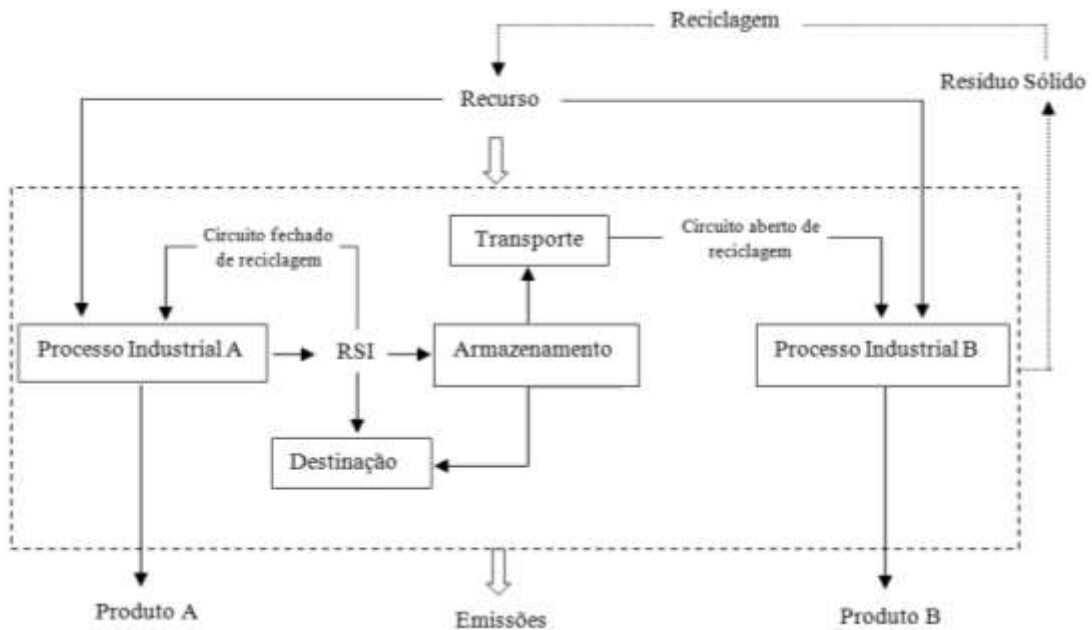 Reciclagem
Resíduo Sólido
Recurso
Circuito fechado
de reciclagem
Transporte
Circuito aberto de
reciclagem
Processo Industrial A
RSI
Armazenamento
Processo Industrial B
Destinação
Produto A
Emissões
Produto B